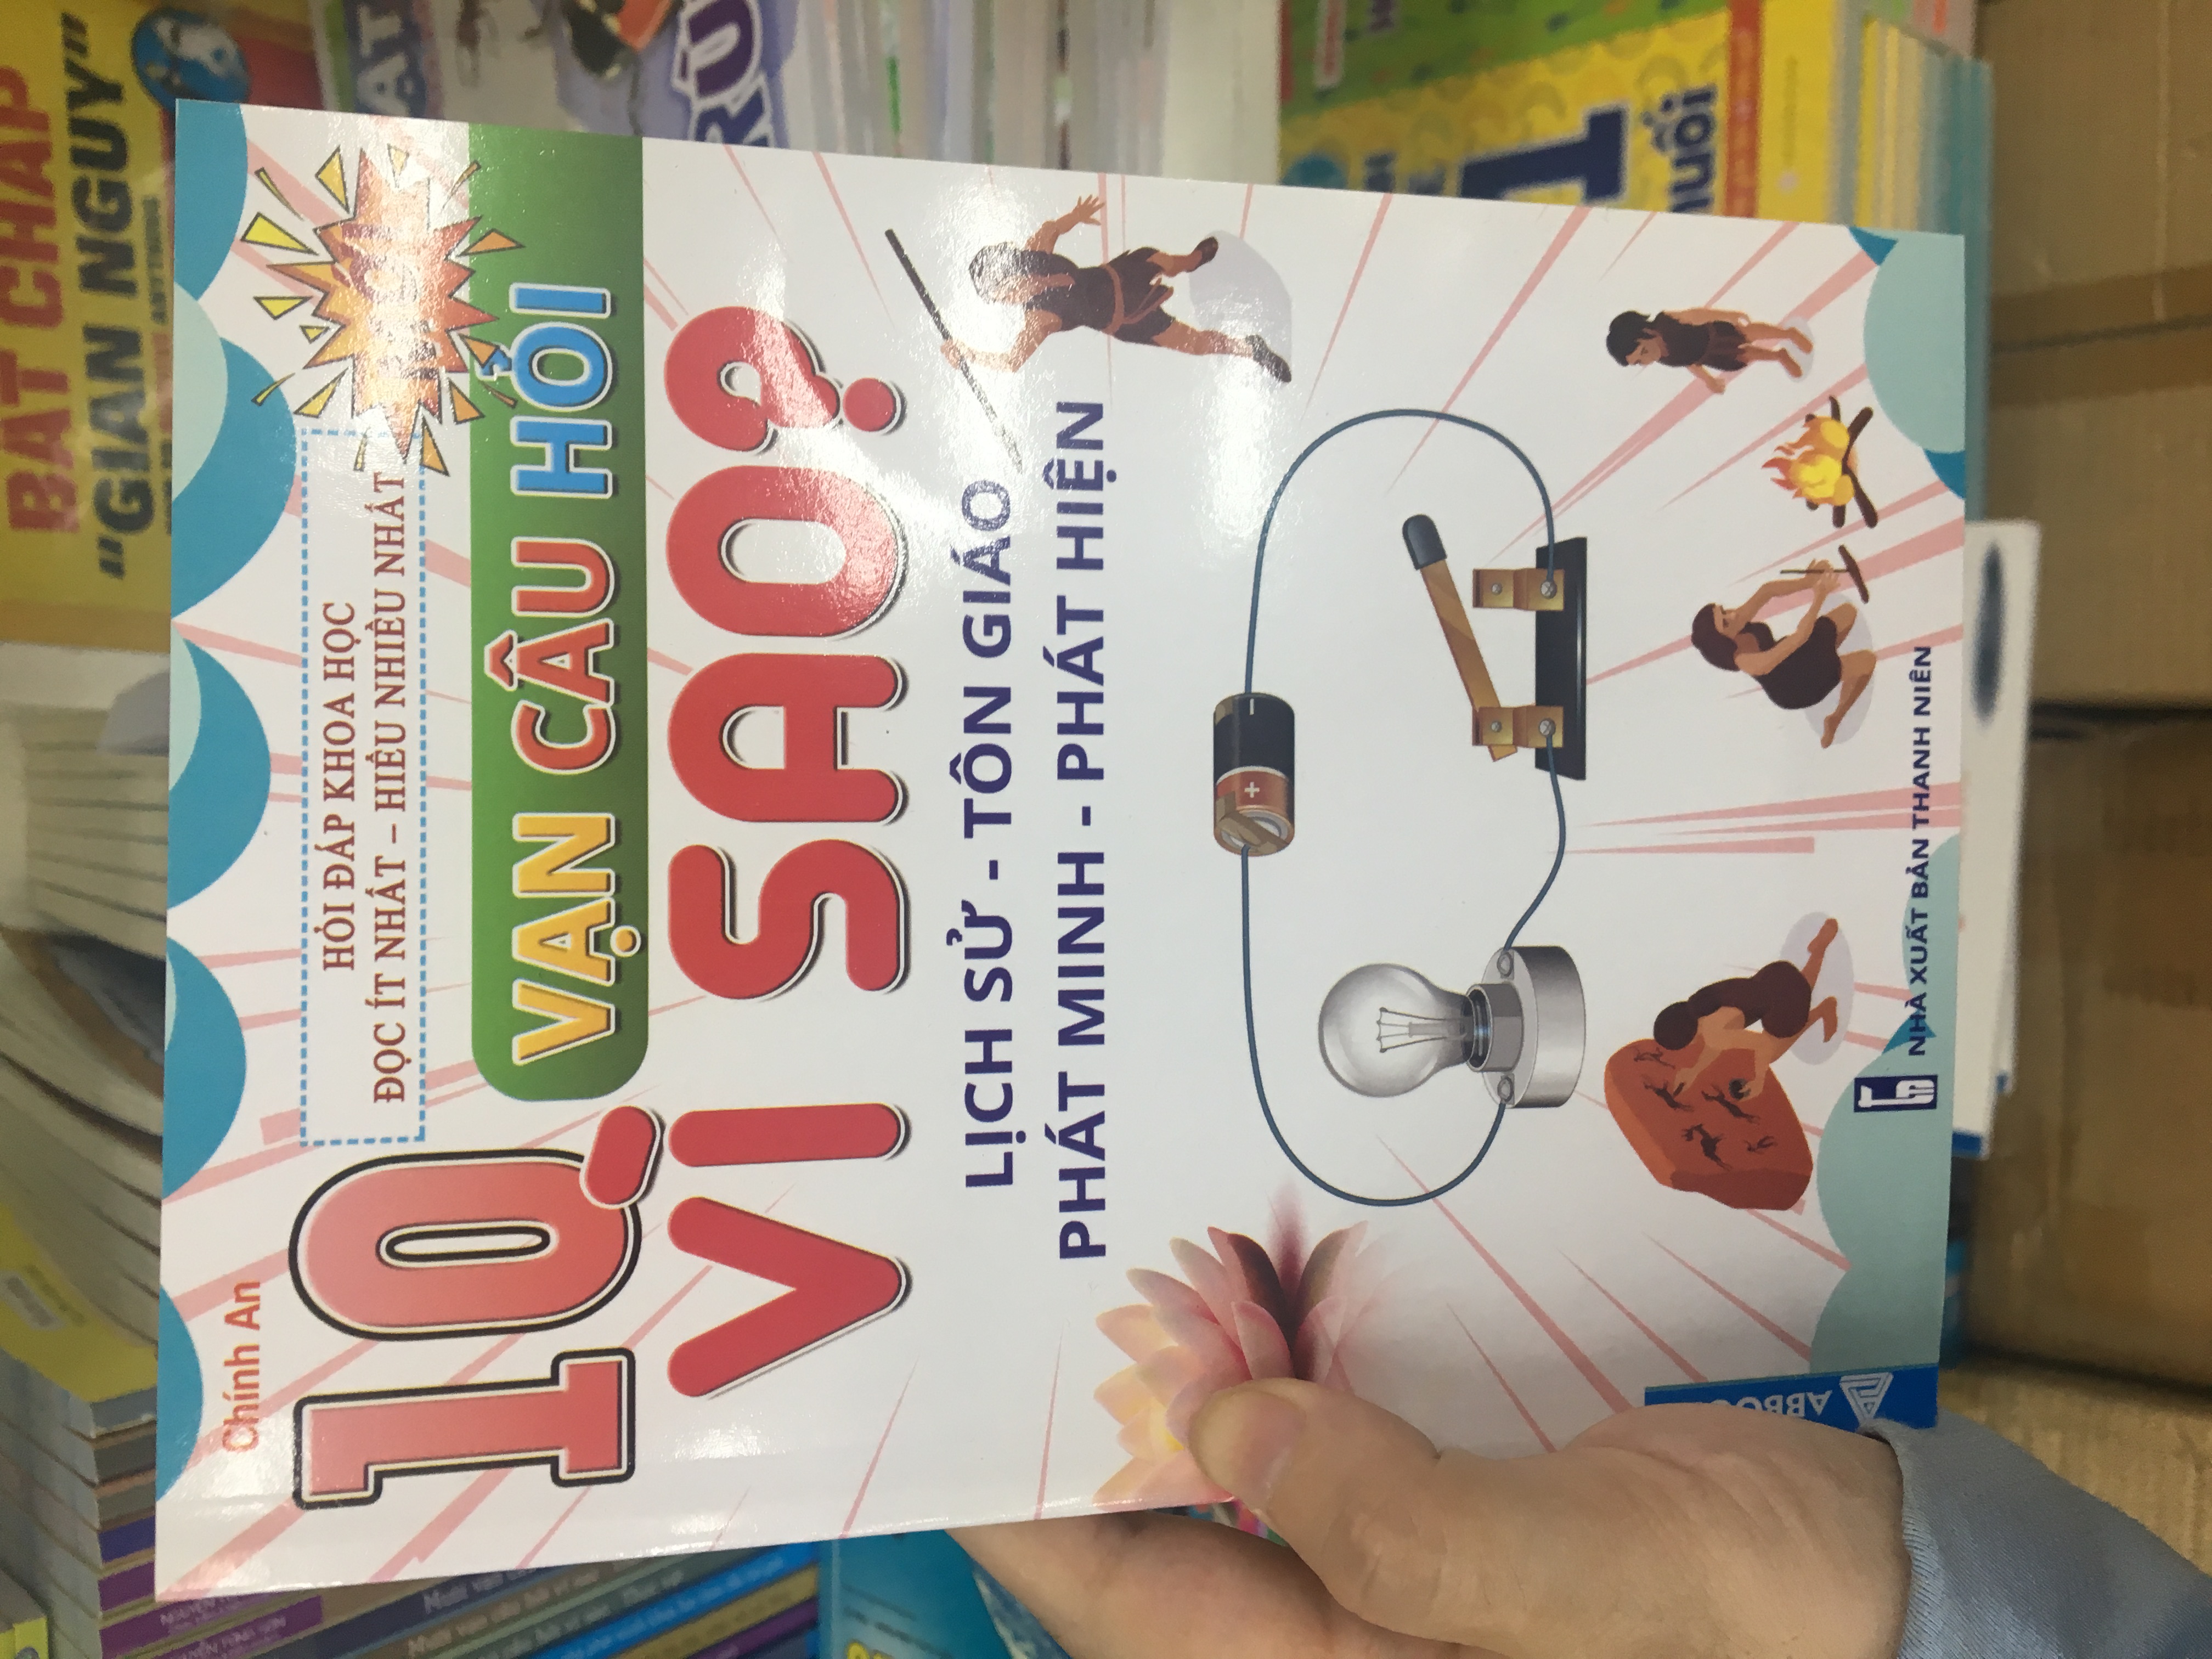 BẤT CHẤP
"GIAN NGUY"
Chính An
HỎI ĐÁP KHOA HỌC
ĐỌC ÍT NHẤT – HIỂU NHIỀU NHẤT
10
VẠN CÂU HỎI
VÌ SAO?
LỊCH SỬ - TÔN GIÁO
PHÁT MINH - PHÁT HIỆN
+ −
1
NHÀ XUẤT BẢN THANH NIÊN